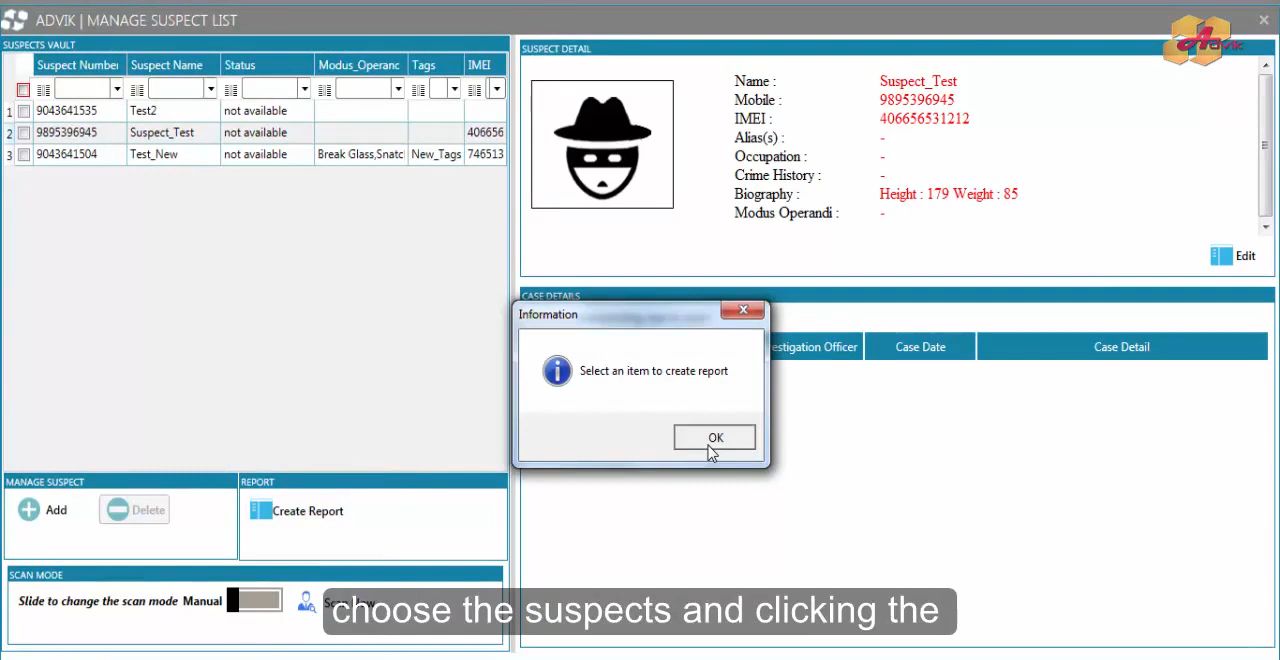 ADVIK | MANAGE SUSPECT LIST
Advik
SUSPECTS VAULT
Suspect Number Suspect Name Status Modus_Operanc Tags IMEI
1 9043641535 Test2 not available
2 9895396945 Suspect_Test not available 406656
3 9043641504 Test_New not available Break Glass,Snatch New_Tags 746513
SUSPECT DETAIL
Name : Suspect_Test
Mobile : 9895396945
IMEI : 406656531212
Alias(s) : -
Occupation : -
Crime History : -
Biography : Height : 179 Weight : 85
Modus Operandi : -
Edit
CASE DETAILS
estigation Officer Case Date Case Detail
Information
Select an item to create report
OK
MANAGE SUSPECT
Add Delete
REPORT
Create Report
SCAN MODE
Slide to change the scan mode Manual
choose the suspects and clicking the